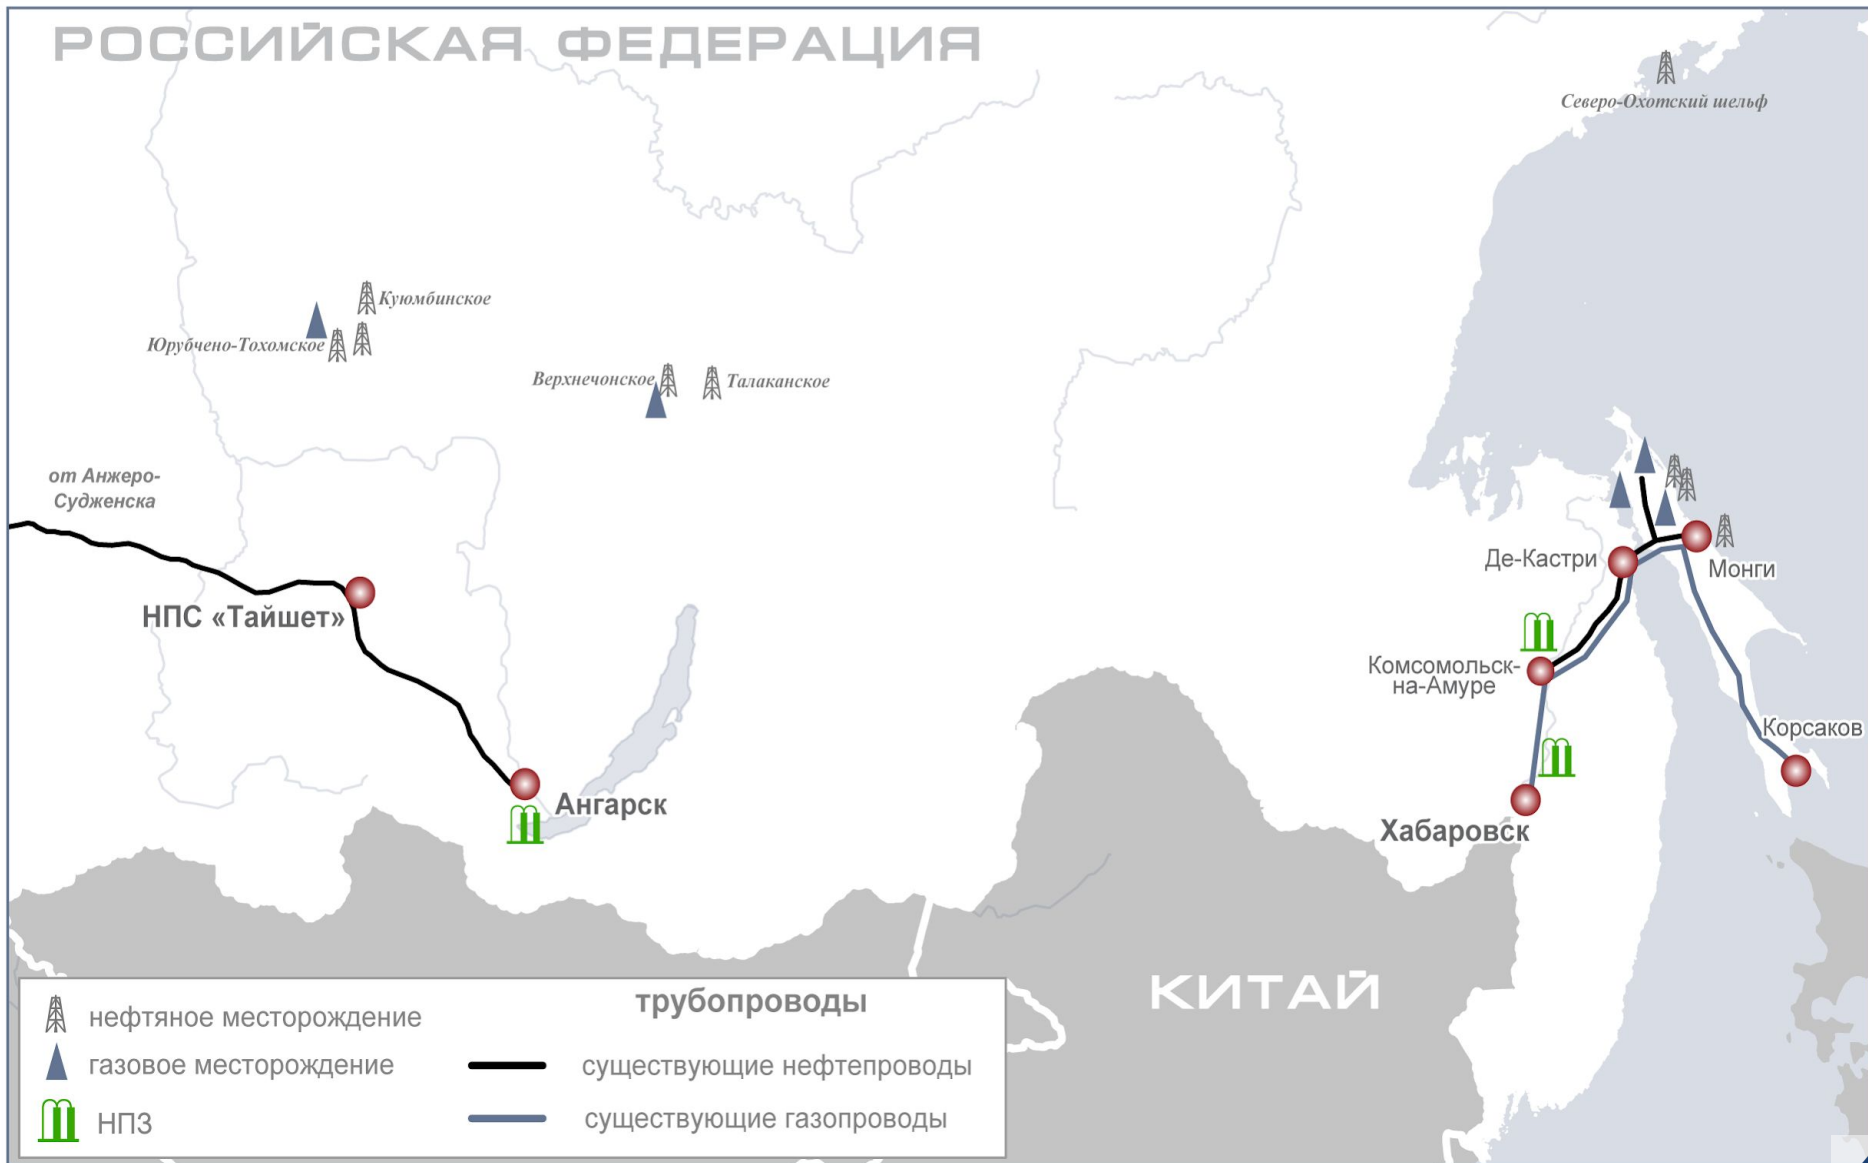 РОССИЙСКАЯ ФЕДЕРАЦИЯ
Северо-Охотский шельф
Куюмбинское
Юрубчено-Тохомское
Верхнечонское
Талаканское
от Анжеро-
Судженска
НПС «Тайшет»
Ангарск
Де-Кастри
Монги
Комсомольск-
на-Амуре
Корсаков
Хабаровск
КИТАЙ
трубопроводы
нефтяное месторождение
газовое месторождение
НПЗ
существующие нефтепроводы
существующие газопроводы